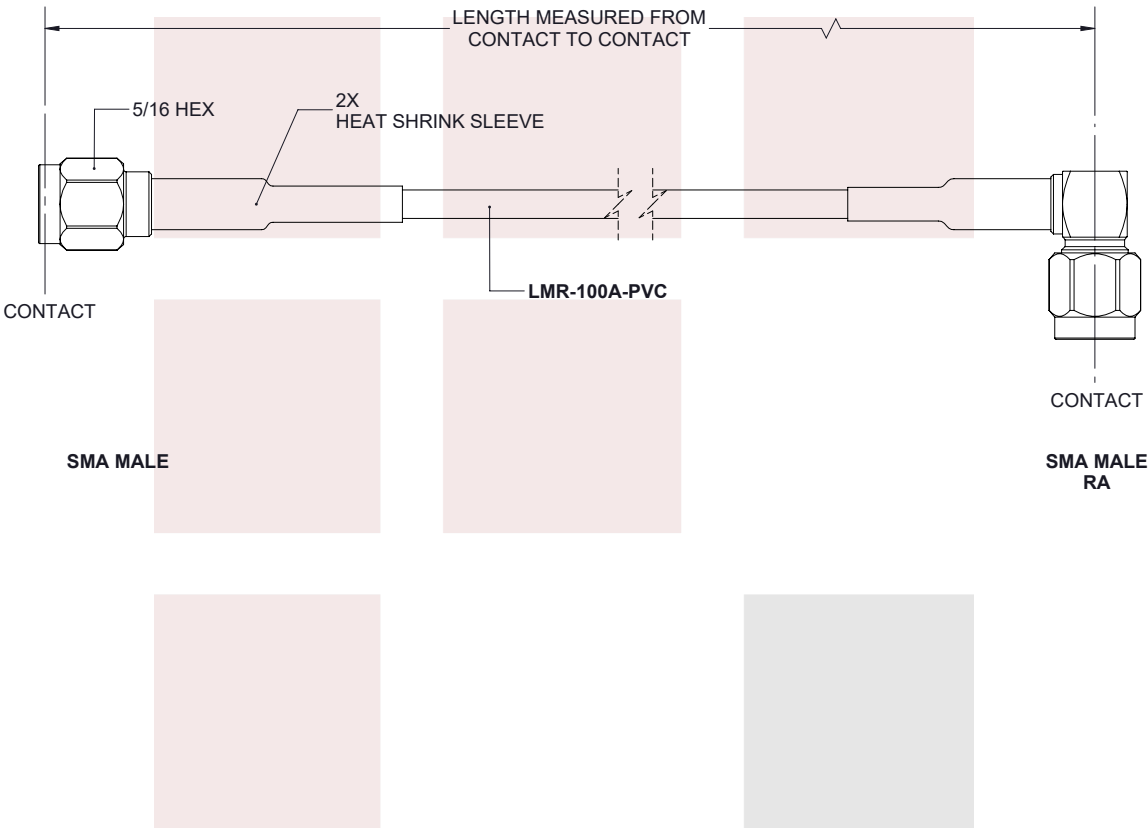 LENGTH MEASURED FROM
CONTACT TO CONTACT
5/16 HEX
2X
HEAT SHRINK SLEEVE
LMR-100A-PVC
CONTACT
CONTACT
SMA MALE
SMA MALE
RA